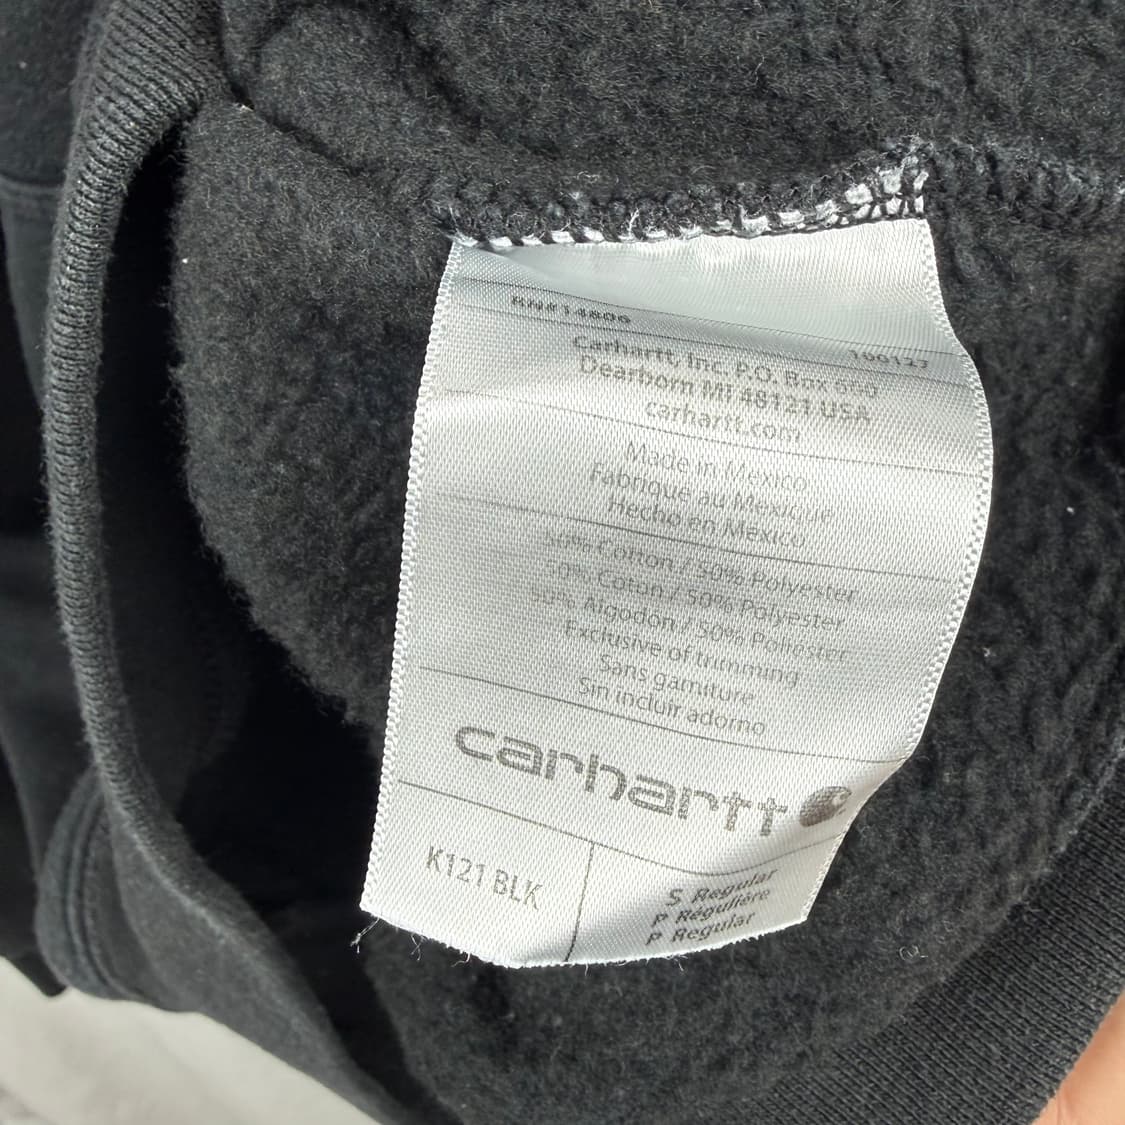 RN#14806
Carhartt, Inc. P.O. Box 600
Dearborn MI 48121 USA
carhartt.com
Made in Mexico
Fabrique au Mexique
Hecho en Mexico
50% Cotton / 50% Polyester
50% Coton / 50% Polyester
50% Algodon / 50% Poliester
Exclusive of trimming
Sans garniture
Sin incluir adorno
carhartt
K121 BLK
S Regular
P Régulière
P Regular